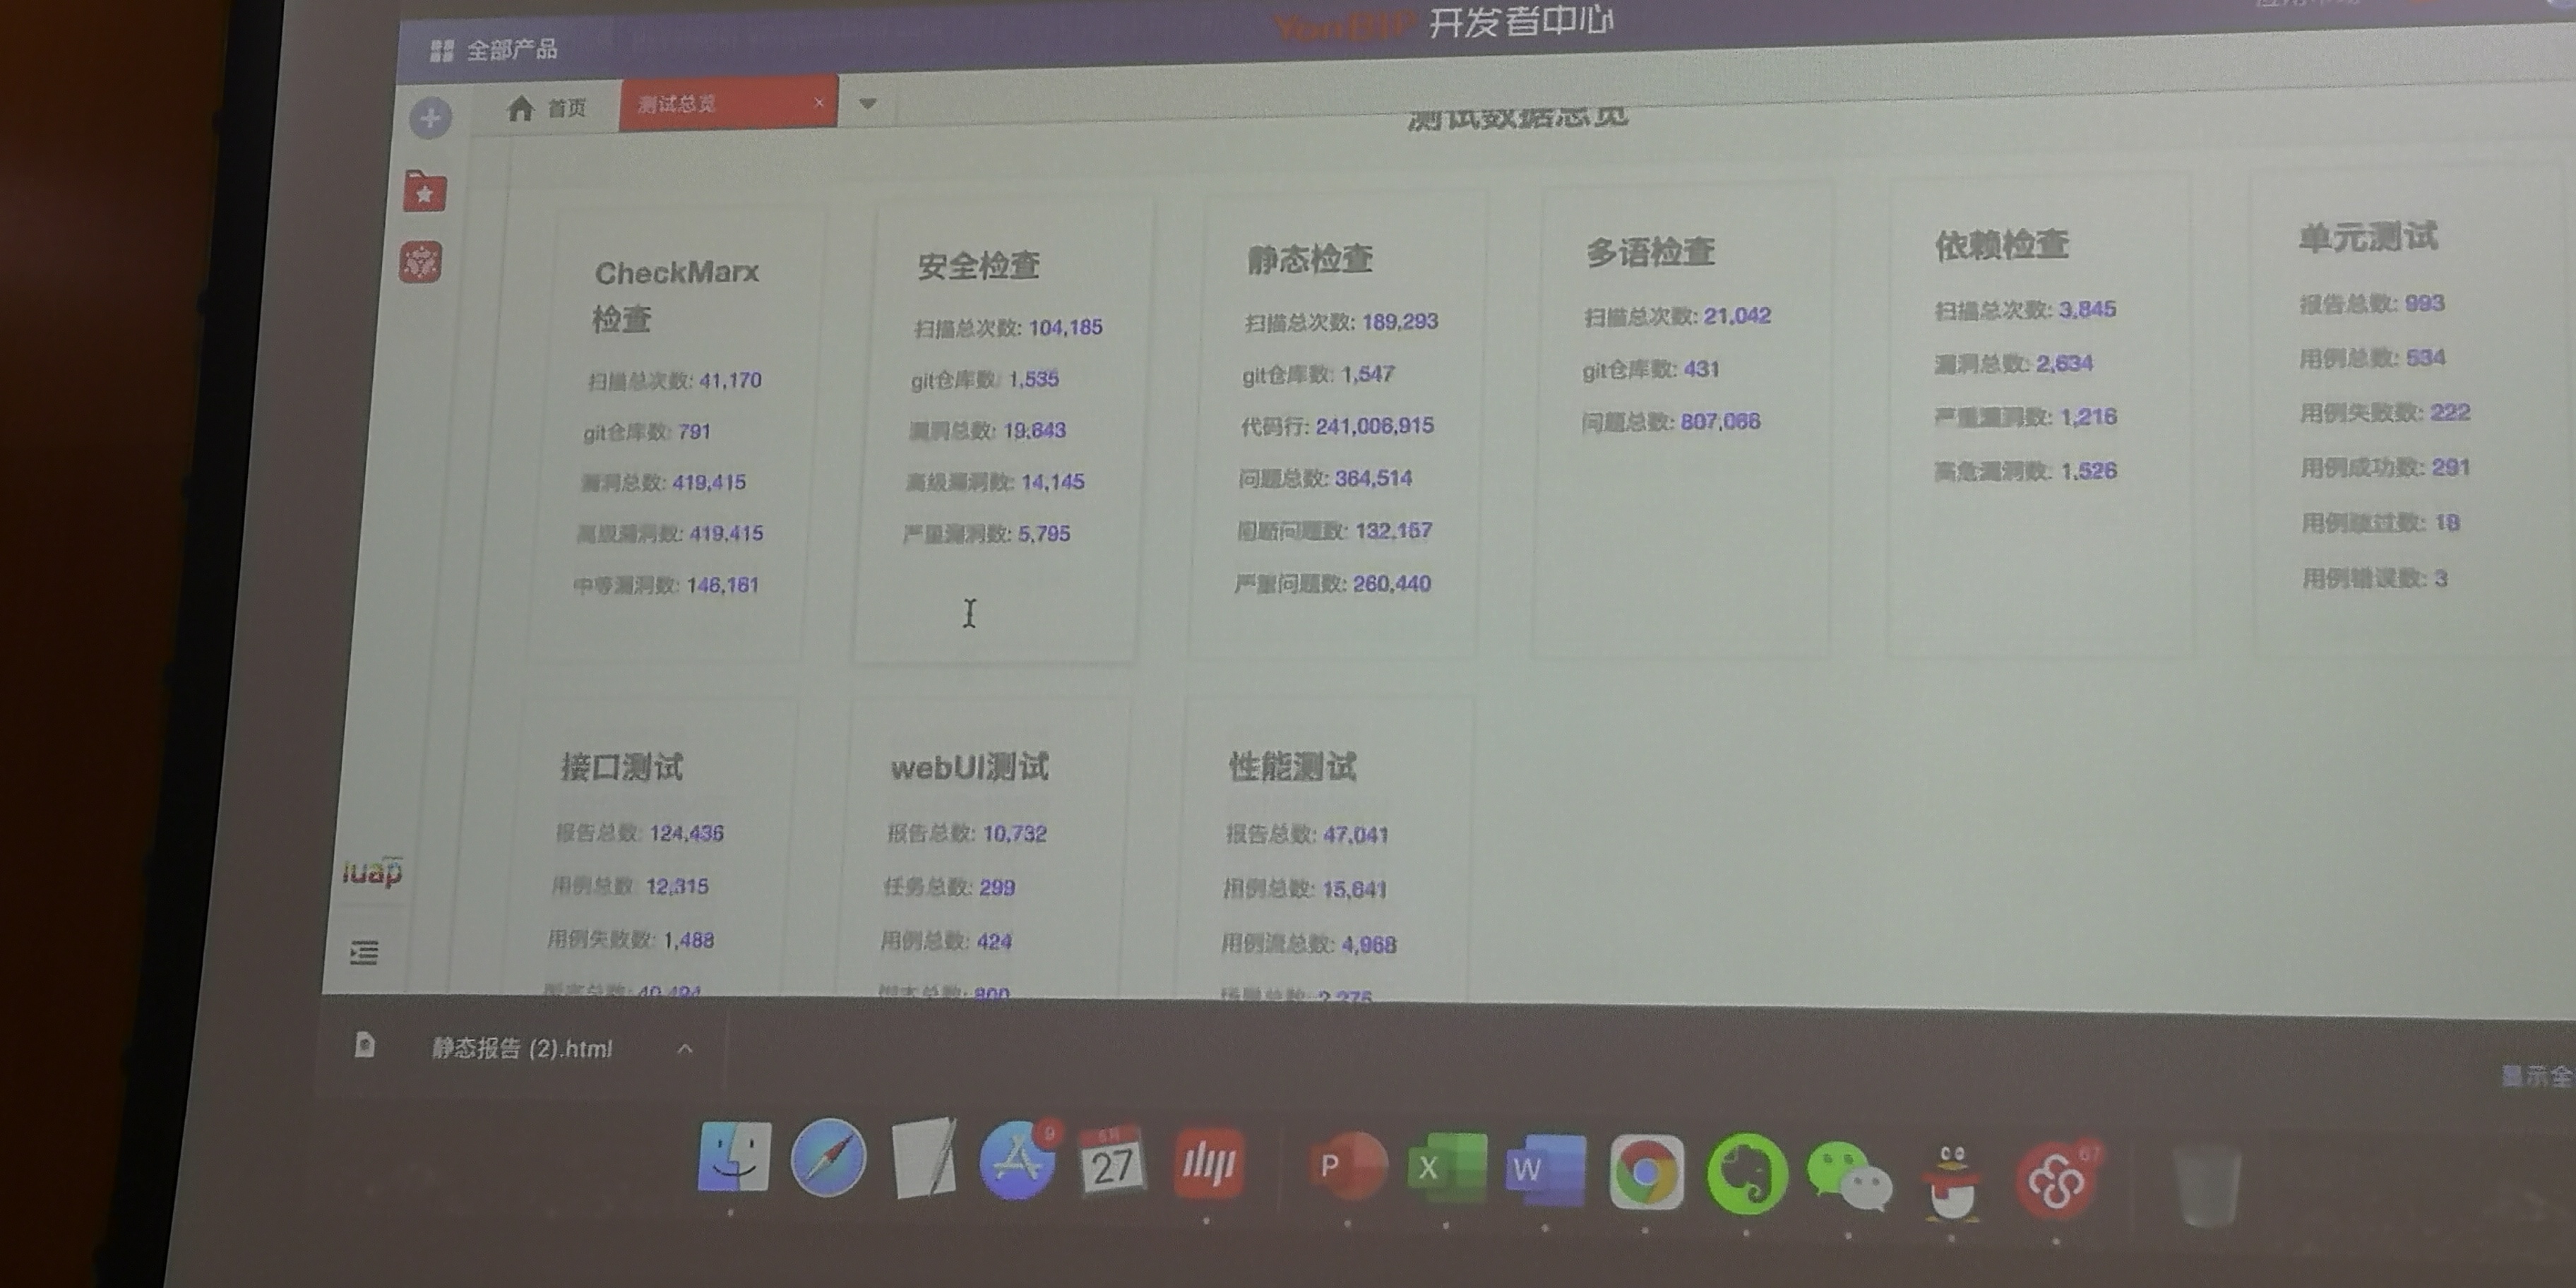 YonBIP 开发者中心
全部产品
首页
测试总览
测试数据总览
CheckMarx
检查
扫描总次数: 41,170
git仓库数: 791
漏洞总数: 419,415
高级漏洞数: 419,415
中等漏洞数: 146,161
安全检查
扫描总次数: 104,185
git仓库数: 1,535
漏洞总数: 19,643
高级漏洞数: 14,145
严重漏洞数: 5,795
静态检查
扫描总次数: 189,293
git仓库数: 1,547
代码行: 241,006,915
问题总数: 364,514
阻断问题数: 132,157
严重问题数: 260,440
多语检查
扫描总次数: 21,042
git仓库数: 431
问题总数: 807,068
依赖检查
扫描总次数: 3,845
漏洞总数: 2,634
严重漏洞数: 1,216
高危漏洞数: 1,526
单元测试
报告总数: 993
用例总数: 534
用例失败数: 222
用例成功数: 291
用例跳过数: 18
用例错误数: 3
接口测试
报告总数: 124,436
用例总数: 12,315
用例失败数: 1,488
webUI测试
报告总数: 10,732
任务总数: 299
用例总数: 424
性能测试
报告总数: 47,041
用例总数: 15,641
用例流总数: 4,968
iuap
静态报告 (2).html
显示全
9
27
P
X
W
67